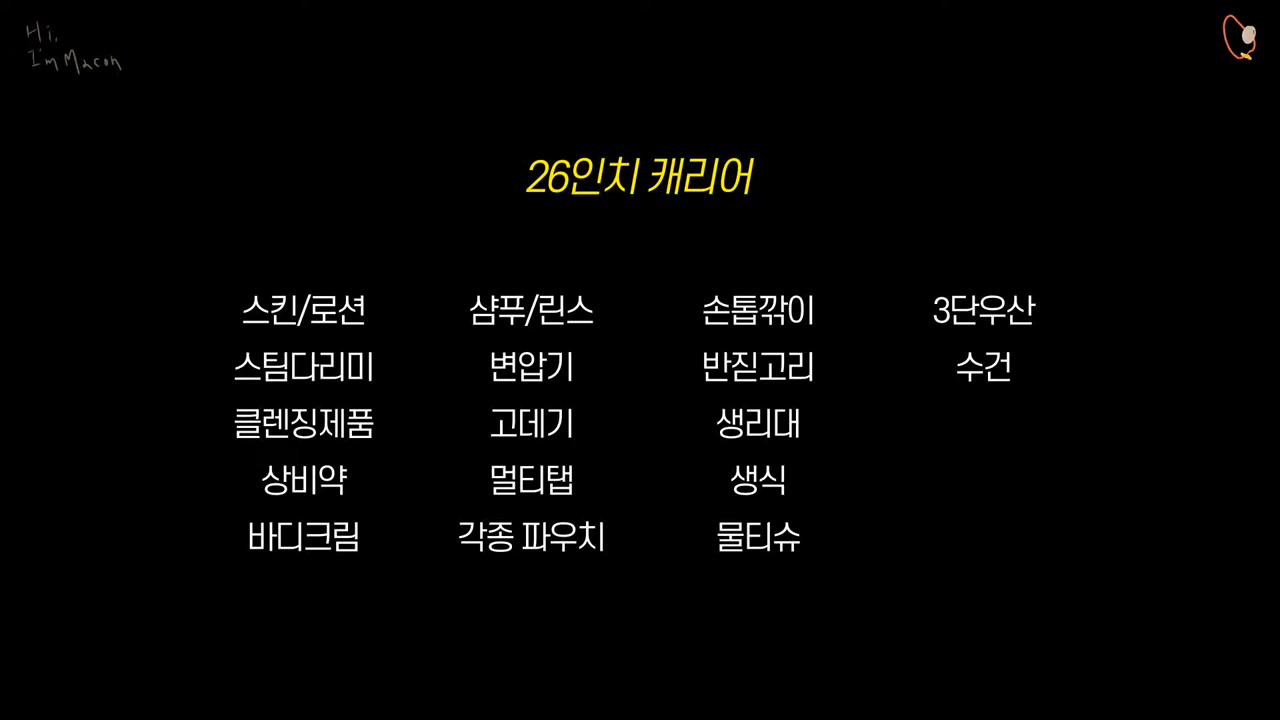 Hi,
I'm Macon
26인치 캐리어
스킨/로션 샴푸/린스 손톱깎이 3단우산
스팀다리미 변압기 반짇고리 수건
클렌징제품 고데기 생리대
상비약 멀티탭 생식
바디크림 각종 파우치 물티슈